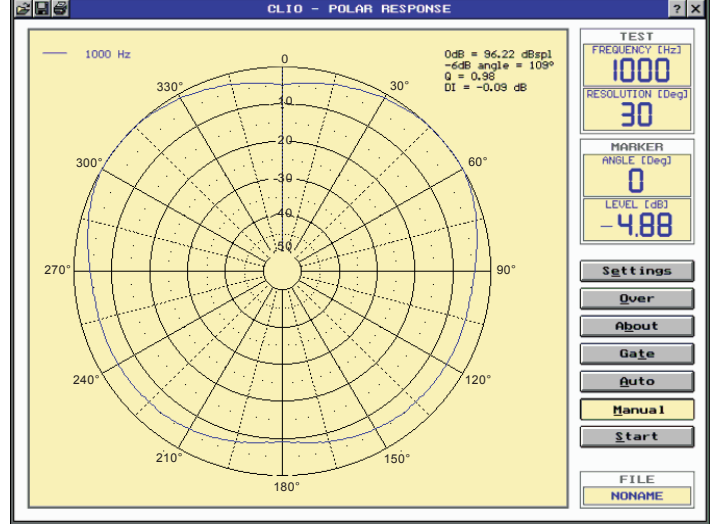 CLIO - POLAR RESPONSE
? X
1000 Hz
0dB = 96.22 dBspl
-6dB angle = 109°
Q = 0.98
DI = -0.09 dB
0
30°
60°
90°
120°
150°
180°
210°
240°
270°
300°
330°
10
20
-30
-40
50
TEST
FREQUENCY [Hz]
1000
RESOLUTION [Deg]
30
MARKER
ANGLE [Deg]
0
LEVEL [dB]
-4.88
Settings
Over
About
Gate
Auto
Manual
Start
FILE
NONAME